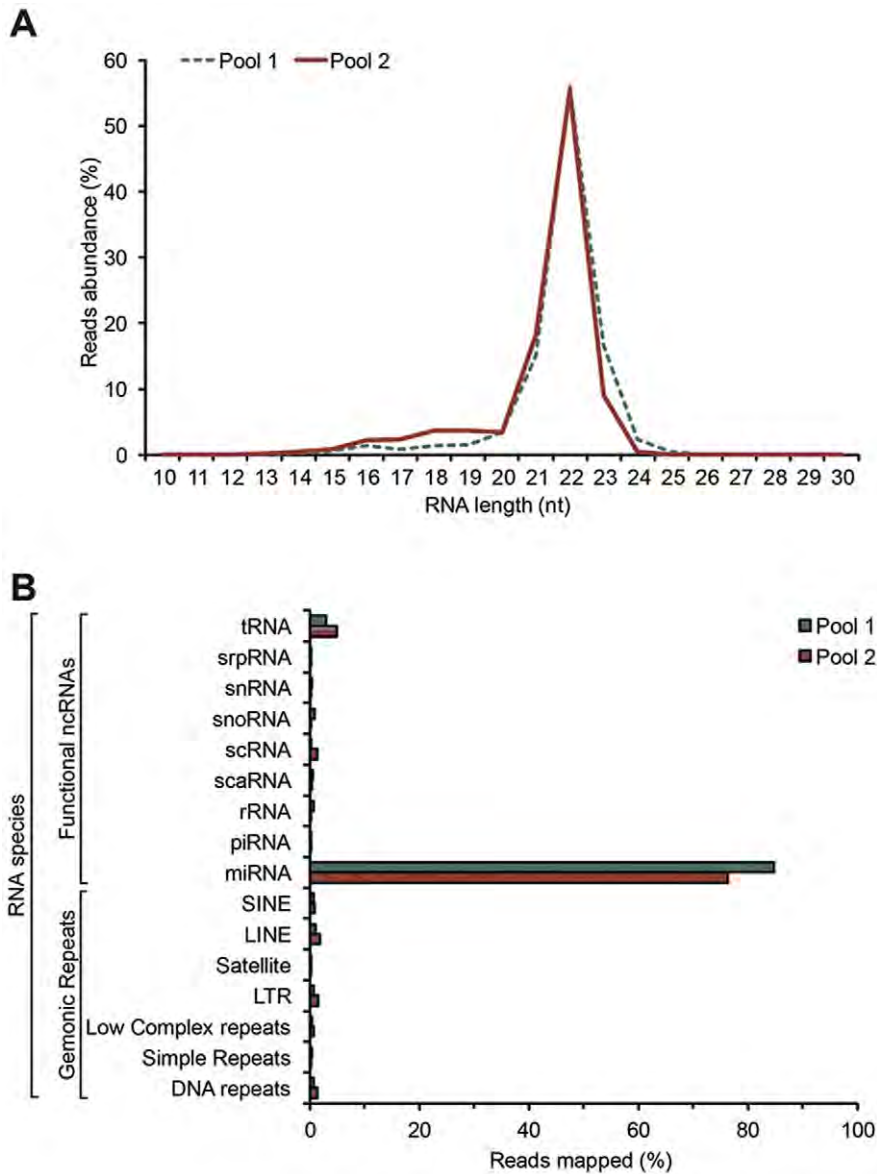 A
Pool 1 Pool 2
Reads abundance (%)
60
50
40
30
20
10
0
10 11 12 13 14 15 16 17 18 19 20 21 22 23 24 25 26 27 28 29 30
RNA length (nt)
B
RNA species
Functional ncRNAs
Gemonic Repeats
tRNA
srpRNA
snRNA
snoRNA
scRNA
scaRNA
rRNA
piRNA
miRNA
SINE
LINE
Satellite
LTR
Low Complex repeats
Simple Repeats
DNA repeats
Pool 1
Pool 2
0 20 40 60 80 100
Reads mapped (%)